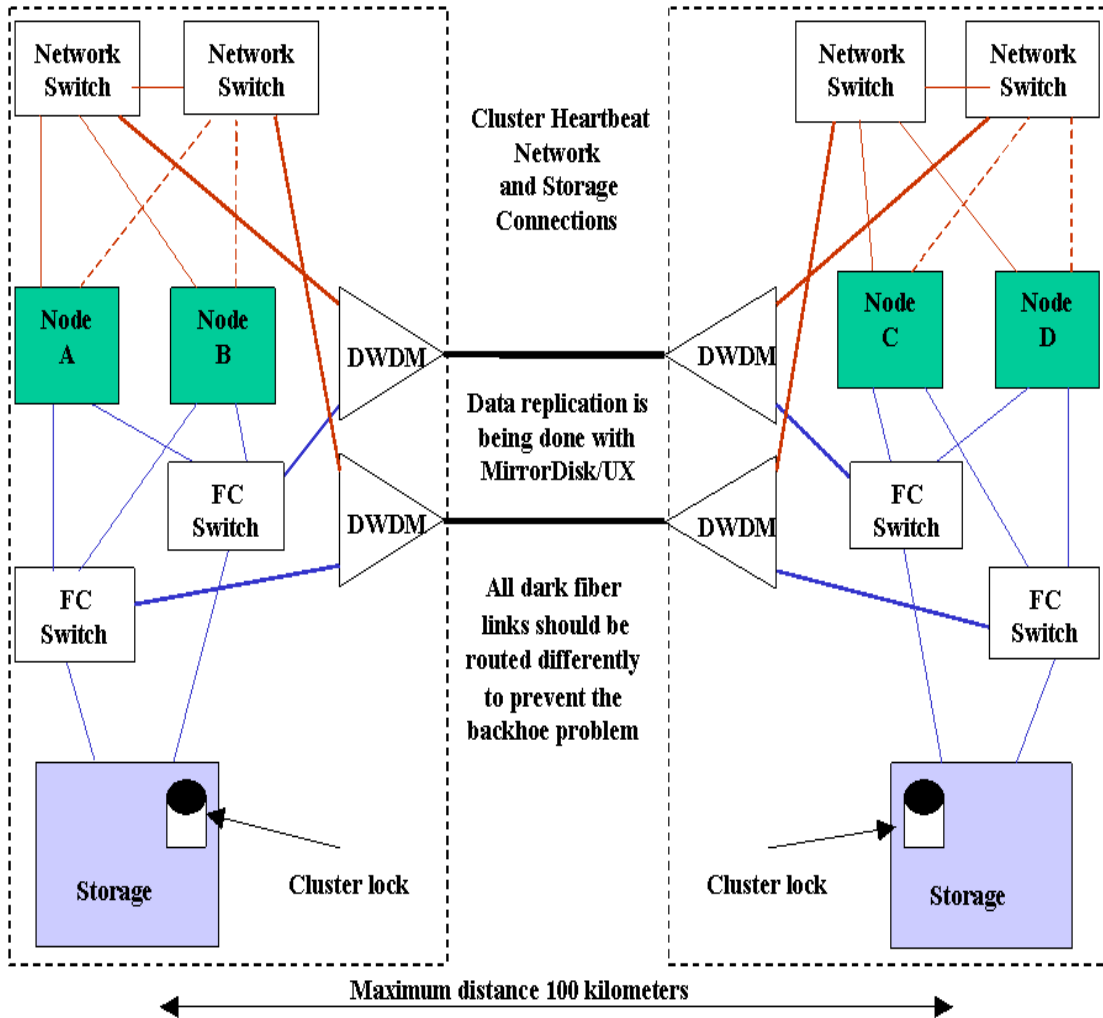 Network
Switch
Network
Switch
Network
Switch
Network
Switch
Cluster Heartbeat
Network
and Storage
Connections
Node
A
Node
B
DWDM
DWDM
Node
C
Node
D
Data replication is
being done with
MirrorDisk/UX
FC
Switch
DWDM
DWDM
FC
Switch
FC
Switch
All dark fiber
links should be
routed differently
to prevent the
backhoe problem
FC
Switch
Storage
Cluster lock
Cluster lock
Storage
Maximum distance 100 kilometers